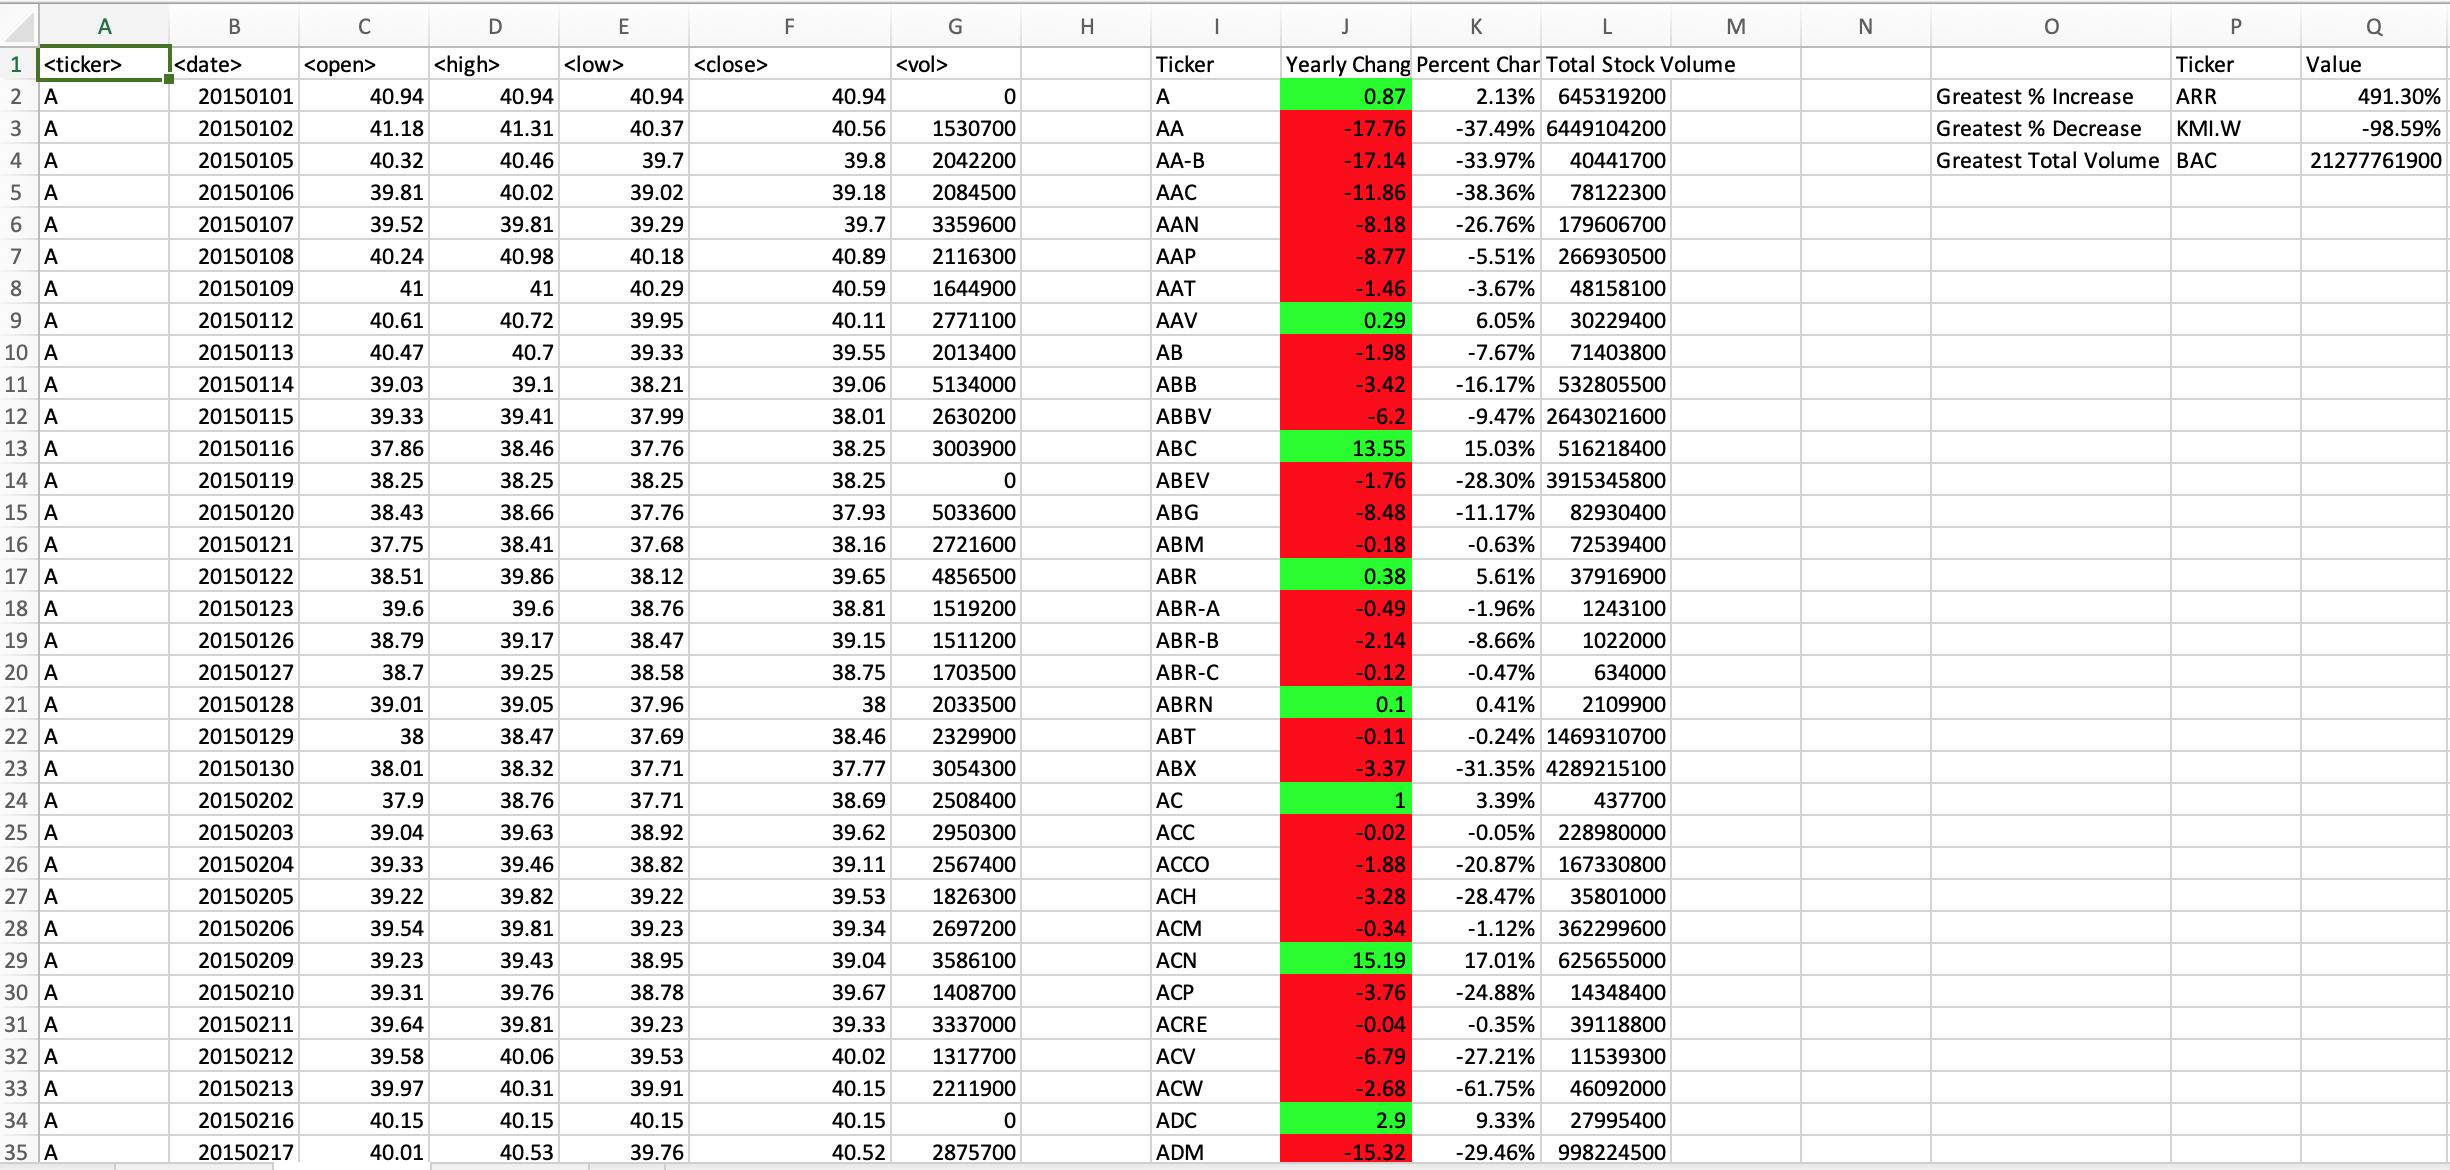 A B C D E F G H I J K L M N O P Q
1 <ticker> <date> <open> <high> <low> <close> <vol> Ticker Yearly Chang Percent Char Total Stock Volume Ticker Value
2 A 20150101 40.94 40.94 40.94 40.94 0 A 0.87 2.13% 645319200 Greatest % Increase ARR 491.30%
3 A 20150102 41.18 41.31 40.37 40.56 1530700 AA -17.76 -37.49% 6449104200 Greatest % Decrease KMI.W -98.59%
4 A 20150105 40.32 40.46 39.7 39.8 2042200 AA-B -17.14 -33.97% 40441700 Greatest Total Volume BAC 21277761900
5 A 20150106 39.81 40.02 39.02 39.18 2084500 AAC -11.86 -38.36% 78122300
6 A 20150107 39.52 39.81 39.29 39.7 3359600 AAN -8.18 -26.76% 179606700
7 A 20150108 40.24 40.98 40.18 40.89 2116300 AAP -8.77 -5.51% 266930500
8 A 20150109 41 41 40.29 40.59 1644900 AAT -1.46 -3.67% 48158100
9 A 20150112 40.61 40.72 39.95 40.11 2771100 AAV 0.29 6.05% 30229400
10 A 20150113 40.47 40.7 39.33 39.55 2013400 AB -1.98 -7.67% 71403800
11 A 20150114 39.03 39.1 38.21 39.06 5134000 ABB -3.42 -16.17% 532805500
12 A 20150115 39.33 39.41 37.99 38.01 2630200 ABBV -6.2 -9.47% 2643021600
13 A 20150116 37.86 38.46 37.76 38.25 3003900 ABC 13.55 15.03% 516218400
14 A 20150119 38.25 38.25 38.25 38.25 0 ABEV -1.76 -28.30% 3915345800
15 A 20150120 38.43 38.66 37.76 37.93 5033600 ABG -8.48 -11.17% 82930400
16 A 20150121 37.75 38.41 37.68 38.16 2721600 ABM -0.18 -0.63% 72539400
17 A 20150122 38.51 39.86 38.12 39.65 4856500 ABR 0.38 5.61% 37916900
18 A 20150123 39.6 39.6 38.76 38.81 1519200 ABR-A -0.49 -1.96% 1243100
19 A 20150126 38.79 39.17 38.47 39.15 1511200 ABR-B -2.14 -8.66% 1022000
20 A 20150127 38.7 39.25 38.58 38.75 1703500 ABR-C -0.12 -0.47% 634000
21 A 20150128 39.01 39.05 37.96 38 2033500 ABRN 0.1 0.41% 2109900
22 A 20150129 38 38.47 37.69 38.46 2329900 ABT -0.11 -0.24% 1469310700
23 A 20150130 38.01 38.32 37.71 37.77 3054300 ABX -3.37 -31.35% 4289215100
24 A 20150202 37.9 38.76 37.71 38.69 2508400 AC 1 3.39% 437700
25 A 20150203 39.04 39.63 38.92 39.62 2950300 ACC -0.02 -0.05% 228980000
26 A 20150204 39.33 39.46 38.82 39.11 2567400 ACCO -1.88 -20.87% 167330800
27 A 20150205 39.22 39.82 39.22 39.53 1826300 ACH -3.28 -28.47% 35801000
28 A 20150206 39.54 39.81 39.23 39.34 2697200 ACM -0.34 -1.12% 362299600
29 A 20150209 39.23 39.43 38.95 39.04 3586100 ACN 15.19 17.01% 625655000
30 A 20150210 39.31 39.76 38.78 39.67 1408700 ACP -3.76 -24.88% 14348400
31 A 20150211 39.64 39.81 39.23 39.33 3337000 ACRE -0.04 -0.35% 39118800
32 A 20150212 39.58 40.06 39.53 40.02 1317700 ACV -6.79 -27.21% 11539300
33 A 20150213 39.97 40.31 39.91 40.15 2211900 ACW -2.68 -61.75% 46092000
34 A 20150216 40.15 40.15 40.15 40.15 0 ADC 2.9 9.33% 27995400
35 A 20150217 40.01 40.53 39.76 40.52 2875700 ADM -15.32 -29.46% 998224500